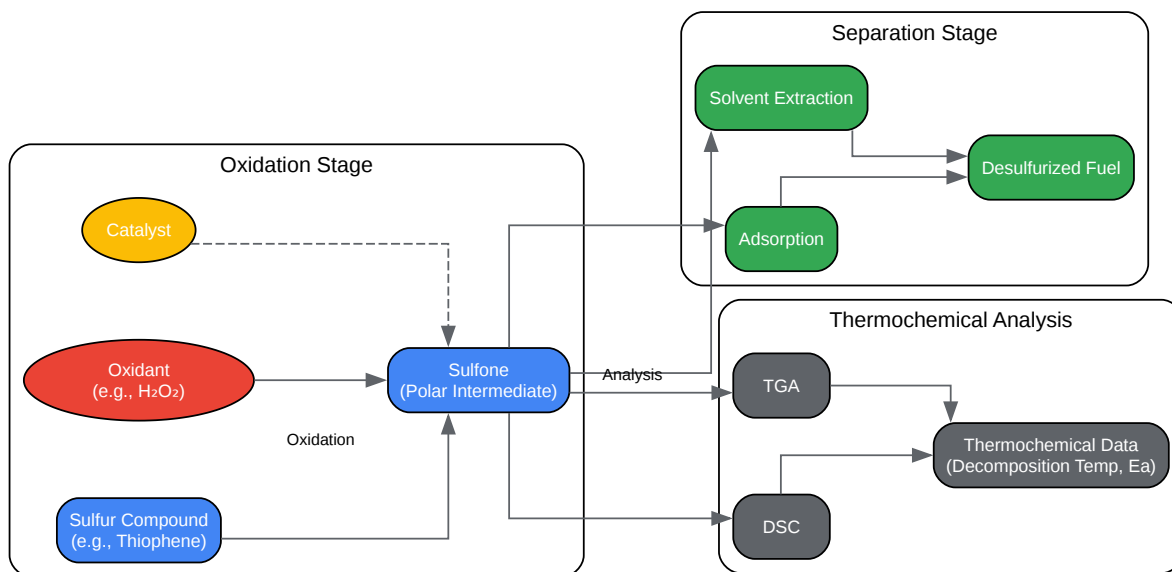 Separation Stage
Solvent Extraction
Desulfurized Fuel
Adsorption
Oxidation Stage
Catalyst
Oxidant
(e.g., H₂O₂)
Sulfone
(Polar Intermediate)
Oxidation
Sulfur Compound
(e.g., Thiophene)
Analysis
Thermochemical Analysis
TGA
Thermochemical Data
(Decomposition Temp, Ea)
DSC